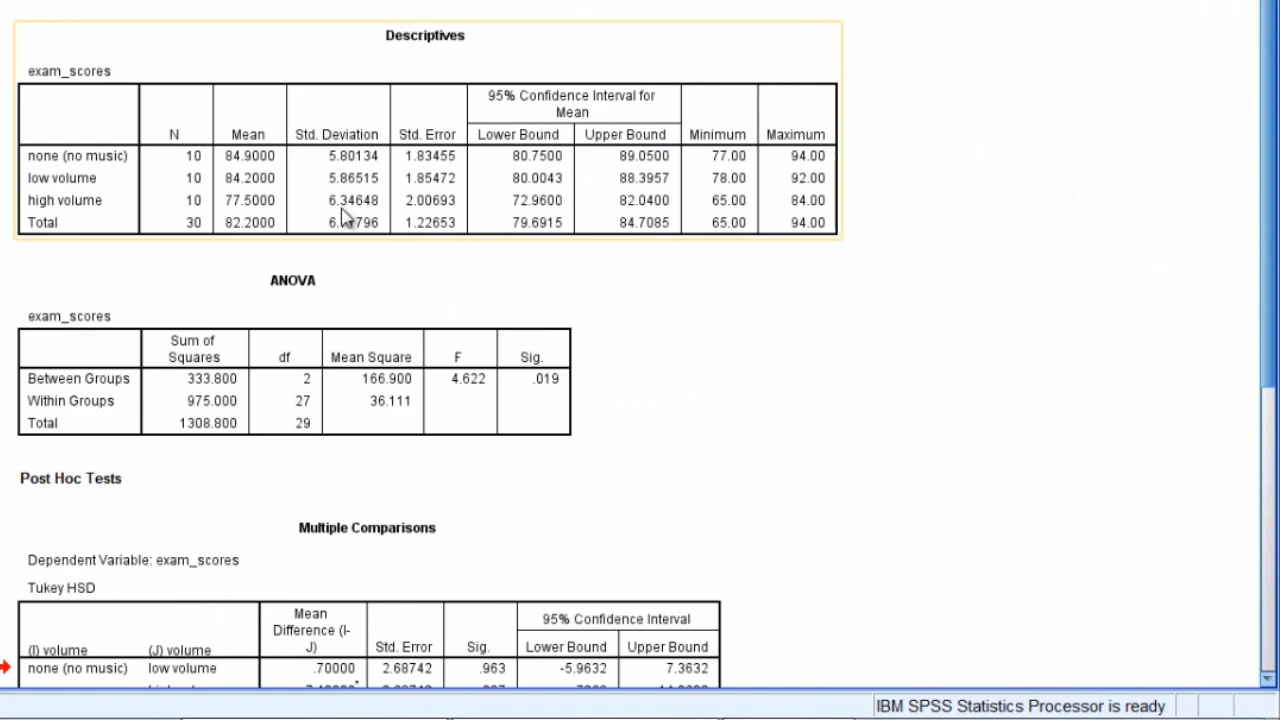 Descriptives
exam_scores
95% Confidence Interval for
Mean
N Mean Std. Deviation Std. Error Lower Bound Upper Bound Minimum Maximum
none (no music) 10 84.9000 5.80134 1.83455 80.7500 89.0500 77.00 94.00
low volume 10 84.2000 5.86515 1.85472 80.0043 88.3957 78.00 92.00
high volume 10 77.5000 6.34648 2.00693 72.9600 82.0400 65.00 84.00
Total 30 82.2000 1.22653 79.6915 84.7085 65.00 94.00
ANOVA
exam_scores
Sum of
Squares df Mean Square F Sig.
Between Groups 333.800 2 166.900 4.622 .019
Within Groups 975.000 27 36.111
Total 1308.800 29
Post Hoc Tests
Multiple Comparisons
Dependent Variable: exam_scores
Tukey HSD
Mean
Difference (I-
J)
95% Confidence Interval
(I) volume (J) volume Std. Error Sig. Lower Bound Upper Bound
none (no music) low volume .70000 2.68742 .963 -5.9632 7.3632
IBM SPSS Statistics Processor is ready